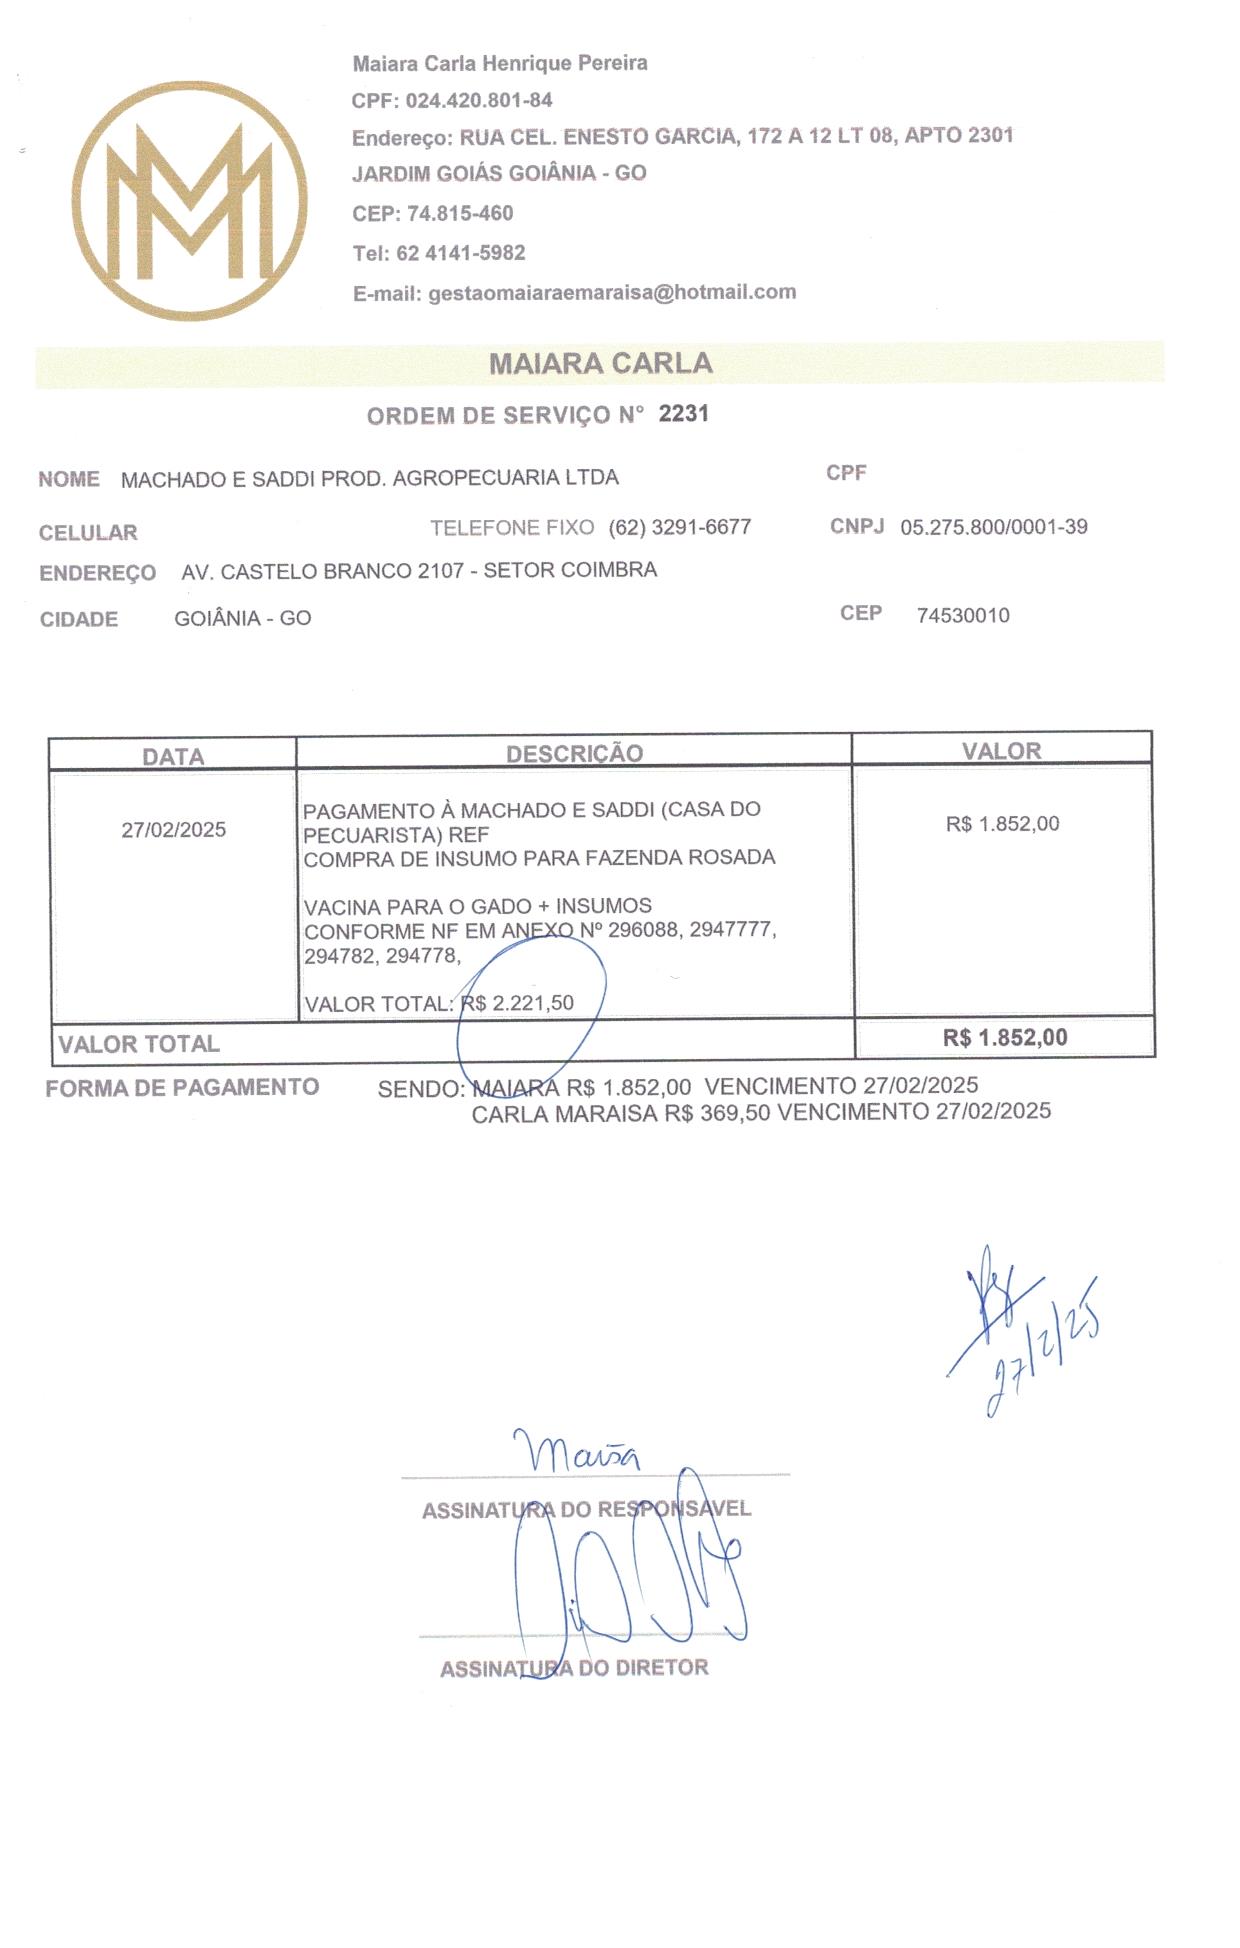 Maiara Carla Henrique Pereira
CPF: 024.420.801-84
Endereço: RUA CEL. ENESTO GARCIA, 172 A 12 LT 08, APTO 2301
JARDIM GOIÁS GOIÂNIA - GO
CEP: 74.815-460
Tel: 62 4141-5982
E-mail: gestaomaiaraemaraisa@hotmail.com
MAIARA CARLA
ORDEM DE SERVIÇO N° 2231
NOME MACHADO E SADDI PROD. AGROPECUARIA LTDA CPF
CELULAR TELEFONE FIXO (62) 3291-6677 CNPJ 05.275.800/0001-39
ENDEREÇO AV. CASTELO BRANCO 2107 - SETOR COIMBRA
CIDADE GOIÂNIA - GO CEP 74530010
DATA DESCRIÇÃO VALOR
PAGAMENTO À MACHADO E SADDI (CASA DO
27/02/2025 PECUARISTA) REF R$ 1.852,00
COMPRA DE INSUMO PARA FAZENDA ROSADA
VACINA PARA O GADO + INSUMOS
CONFORME NF EM ANEXO Nº 296088, 2947777,
294782, 294778,
VALOR TOTAL: R$ 2.221,50
VALOR TOTAL R$ 1.852,00
FORMA DE PAGAMENTO SENDO: MAIARA R$ 1.852,00 VENCIMENTO 27/02/2025
CARLA MARAISA R$ 369,50 VENCIMENTO 27/02/2025
27/2/25
ASSINATURA DO RESPONSAVEL
ASSINATURA DO DIRETOR